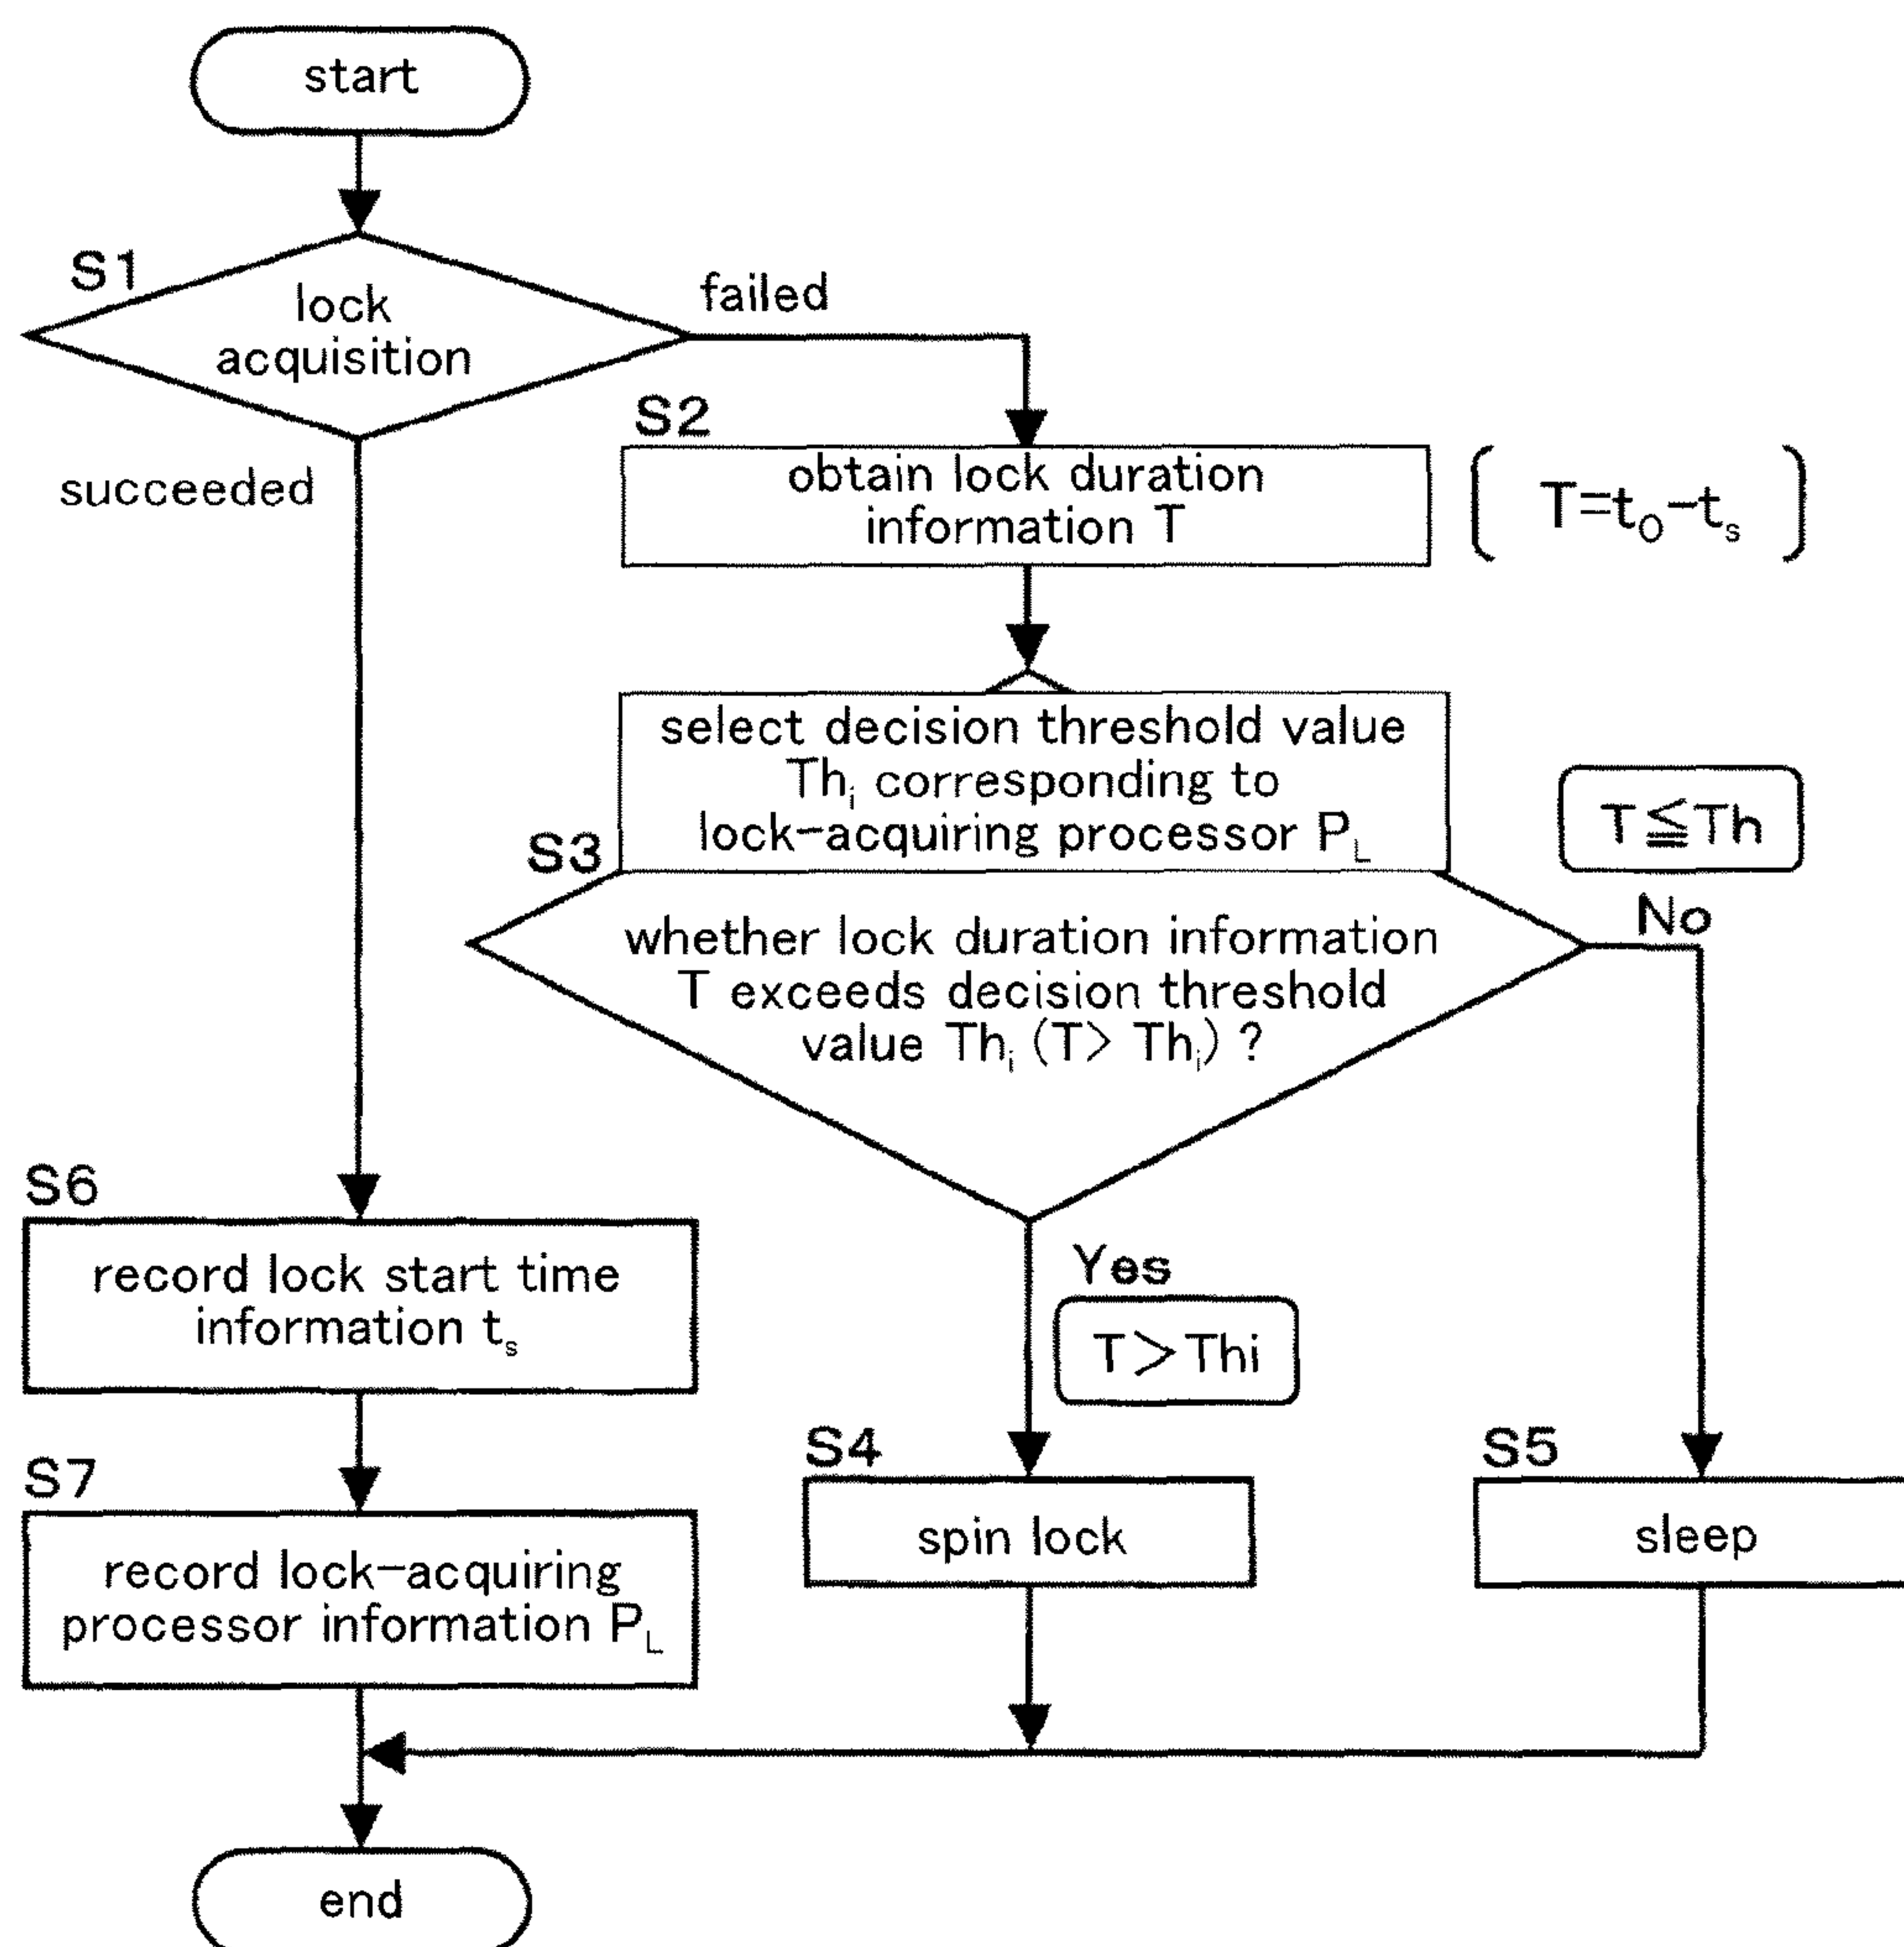 start
S1
lock
acquisition
failed
succeeded
S2
obtain lock duration
information T
T=t₀-tₛ
select decision threshold value
Thᵢ corresponding to
lock-acquiring processor P_L
S3
T≦Th
No
whether lock duration information
T exceeds decision threshold
value Thᵢ (T> Thᵢ) ?
Yes
T>Thi
S6
record lock start time
information tₛ
S7
record lock-acquiring
processor information P_L
S4
spin lock
S5
sleep
end